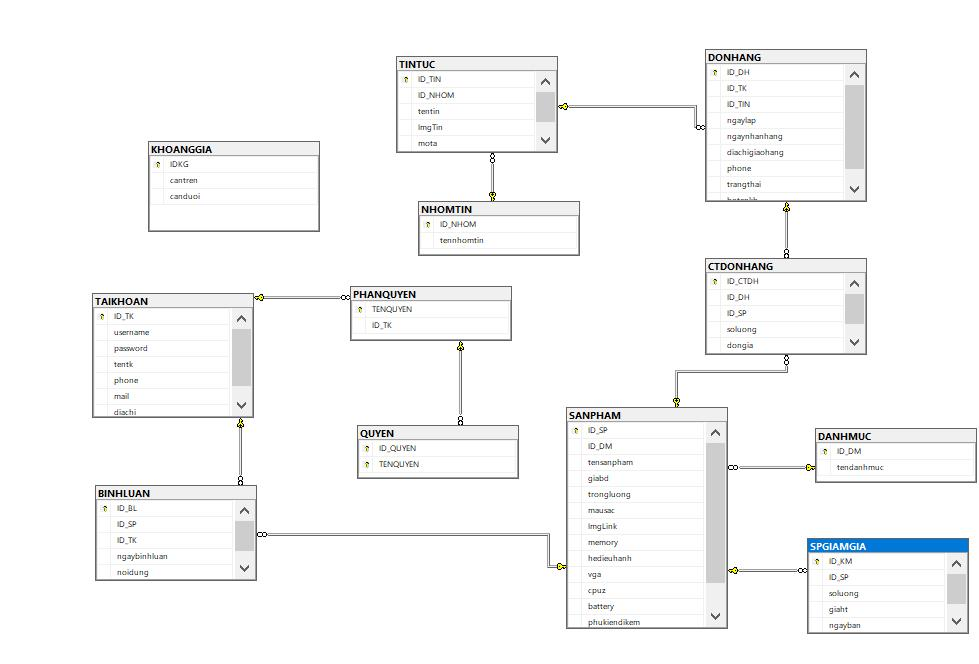 TINTUC
ID_TIN
ID_NHOM
tentin
ImgTin
mota
DONHANG
ID_DH
ID_TK
ID_TIN
ngaylap
ngaynhanhang
diachigiaohang
phone
trangthai
KHOANGGIA
IDKG
cantren
canduoi
NHOMTIN
ID_NHOM
tennhomtin
CTDONHANG
ID_CTDH
ID_DH
ID_SP
soluong
dongia
TAIKHOAN
ID_TK
username
password
tentk
phone
mail
diachi
PHANQUYEN
TENQUYEN
ID_TK
QUYEN
ID_QUYEN
TENQUYEN
SANPHAM
ID_SP
ID_DM
tensanpham
giabd
trongluong
mausac
ImgLink
memory
hedieuhanh
vga
cpuz
battery
phukiendikem
DANHMUC
ID_DM
tendanhmuc
BINHLUAN
ID_BL
ID_SP
ID_TK
ngaybinhluan
noidung
SPGIAMGIA
ID_KM
ID_SP
soluong
giaht
ngayban